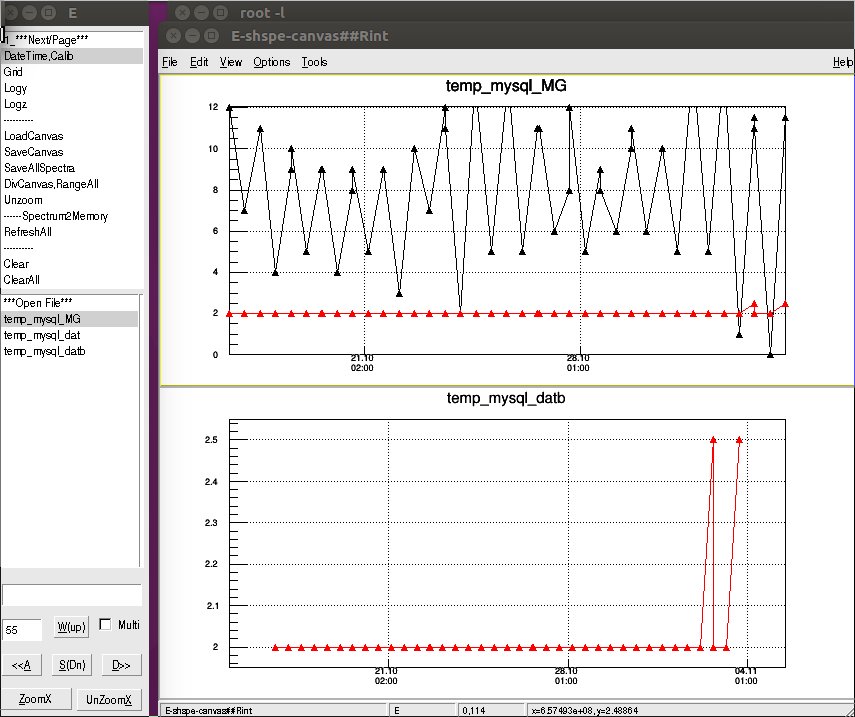 E
root -l
E-shspe-canvas##Rint
1_***Next/Page***
DateTime,Calib
Grid
Logy
Logz
----------
LoadCanvas
SaveCanvas
SaveAllSpectra
DivCanvas,RangeAll
Unzoom
------Spectrum2Memory
RefreshAll
----------
Clear
ClearAll
***Open File***
temp_mysql_MG
temp_mysql_dat
temp_mysql_datb
55
W(up)
Multi
<<A
S(Dn)
D>>
ZoomX
UnZoomX
File Edit View Options Tools Help
temp_mysql_MG
12
10
8
6
4
2
0
21.10
02:00
28.10
01:00
temp_mysql_datb
2.5
2.4
2.3
2.2
2.1
2
21.10
02:00
28.10
01:00
04.11
01:00
E-shspe-canvas##Rint E 0,114 x=6.57493e+08, y=2.48864